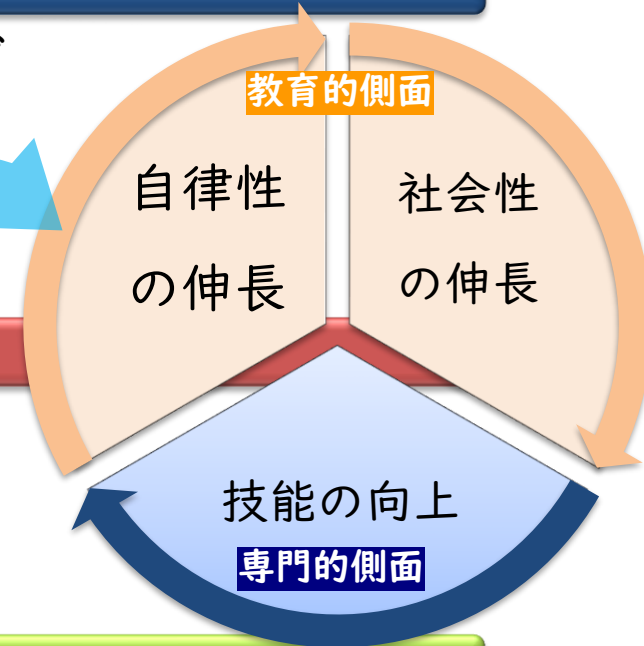 教育的側面
自律性
の伸長
社会性
の伸長
技能の向上
専門的側面